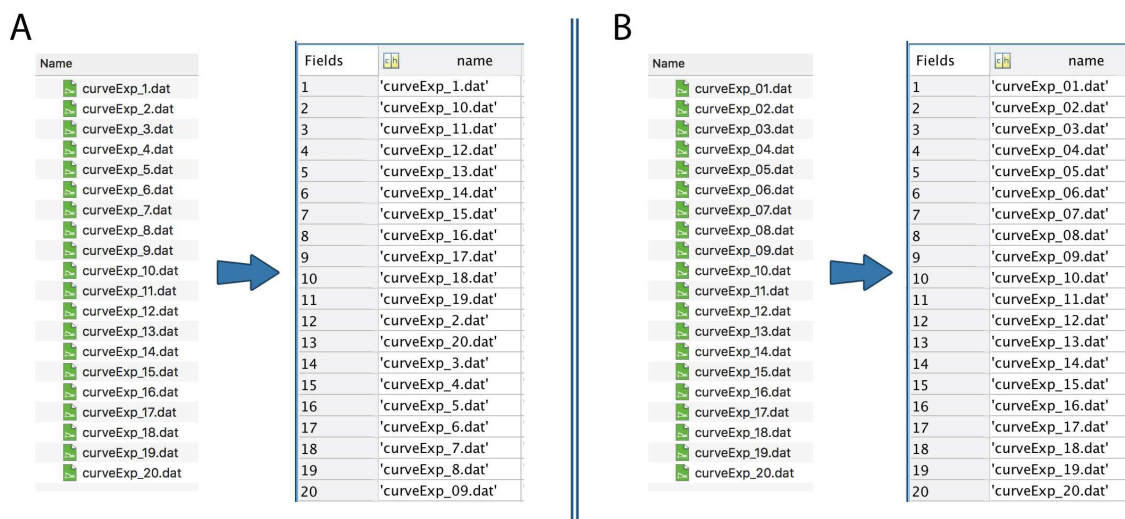 A
Name
curveExp_1.dat
curveExp_2.dat
curveExp_3.dat
curveExp_4.dat
curveExp_5.dat
curveExp_6.dat
curveExp_7.dat
curveExp_8.dat
curveExp_9.dat
curveExp_10.dat
curveExp_11.dat
curveExp_12.dat
curveExp_13.dat
curveExp_14.dat
curveExp_15.dat
curveExp_16.dat
curveExp_17.dat
curveExp_18.dat
curveExp_19.dat
curveExp_20.dat
Fields ch name
1 'curveExp_1.dat'
2 'curveExp_10.dat'
3 'curveExp_11.dat'
4 'curveExp_12.dat'
5 'curveExp_13.dat'
6 'curveExp_14.dat'
7 'curveExp_15.dat'
8 'curveExp_16.dat'
9 'curveExp_17.dat'
10 'curveExp_18.dat'
11 'curveExp_19.dat'
12 'curveExp_2.dat'
13 'curveExp_20.dat'
14 'curveExp_3.dat'
15 'curveExp_4.dat'
16 'curveExp_5.dat'
17 'curveExp_6.dat'
18 'curveExp_7.dat'
19 'curveExp_8.dat'
20 'curveExp_09.dat'
B
Name
curveExp_01.dat
curveExp_02.dat
curveExp_03.dat
curveExp_04.dat
curveExp_05.dat
curveExp_06.dat
curveExp_07.dat
curveExp_08.dat
curveExp_09.dat
curveExp_10.dat
curveExp_11.dat
curveExp_12.dat
curveExp_13.dat
curveExp_14.dat
curveExp_15.dat
curveExp_16.dat
curveExp_17.dat
curveExp_18.dat
curveExp_19.dat
curveExp_20.dat
Fields ch name
1 'curveExp_01.dat'
2 'curveExp_02.dat'
3 'curveExp_03.dat'
4 'curveExp_04.dat'
5 'curveExp_05.dat'
6 'curveExp_06.dat'
7 'curveExp_07.dat'
8 'curveExp_08.dat'
9 'curveExp_09.dat'
10 'curveExp_10.dat'
11 'curveExp_11.dat'
12 'curveExp_12.dat'
13 'curveExp_13.dat'
14 'curveExp_14.dat'
15 'curveExp_15.dat'
16 'curveExp_16.dat'
17 'curveExp_17.dat'
18 'curveExp_18.dat'
19 'curveExp_19.dat'
20 'curveExp_20.dat'